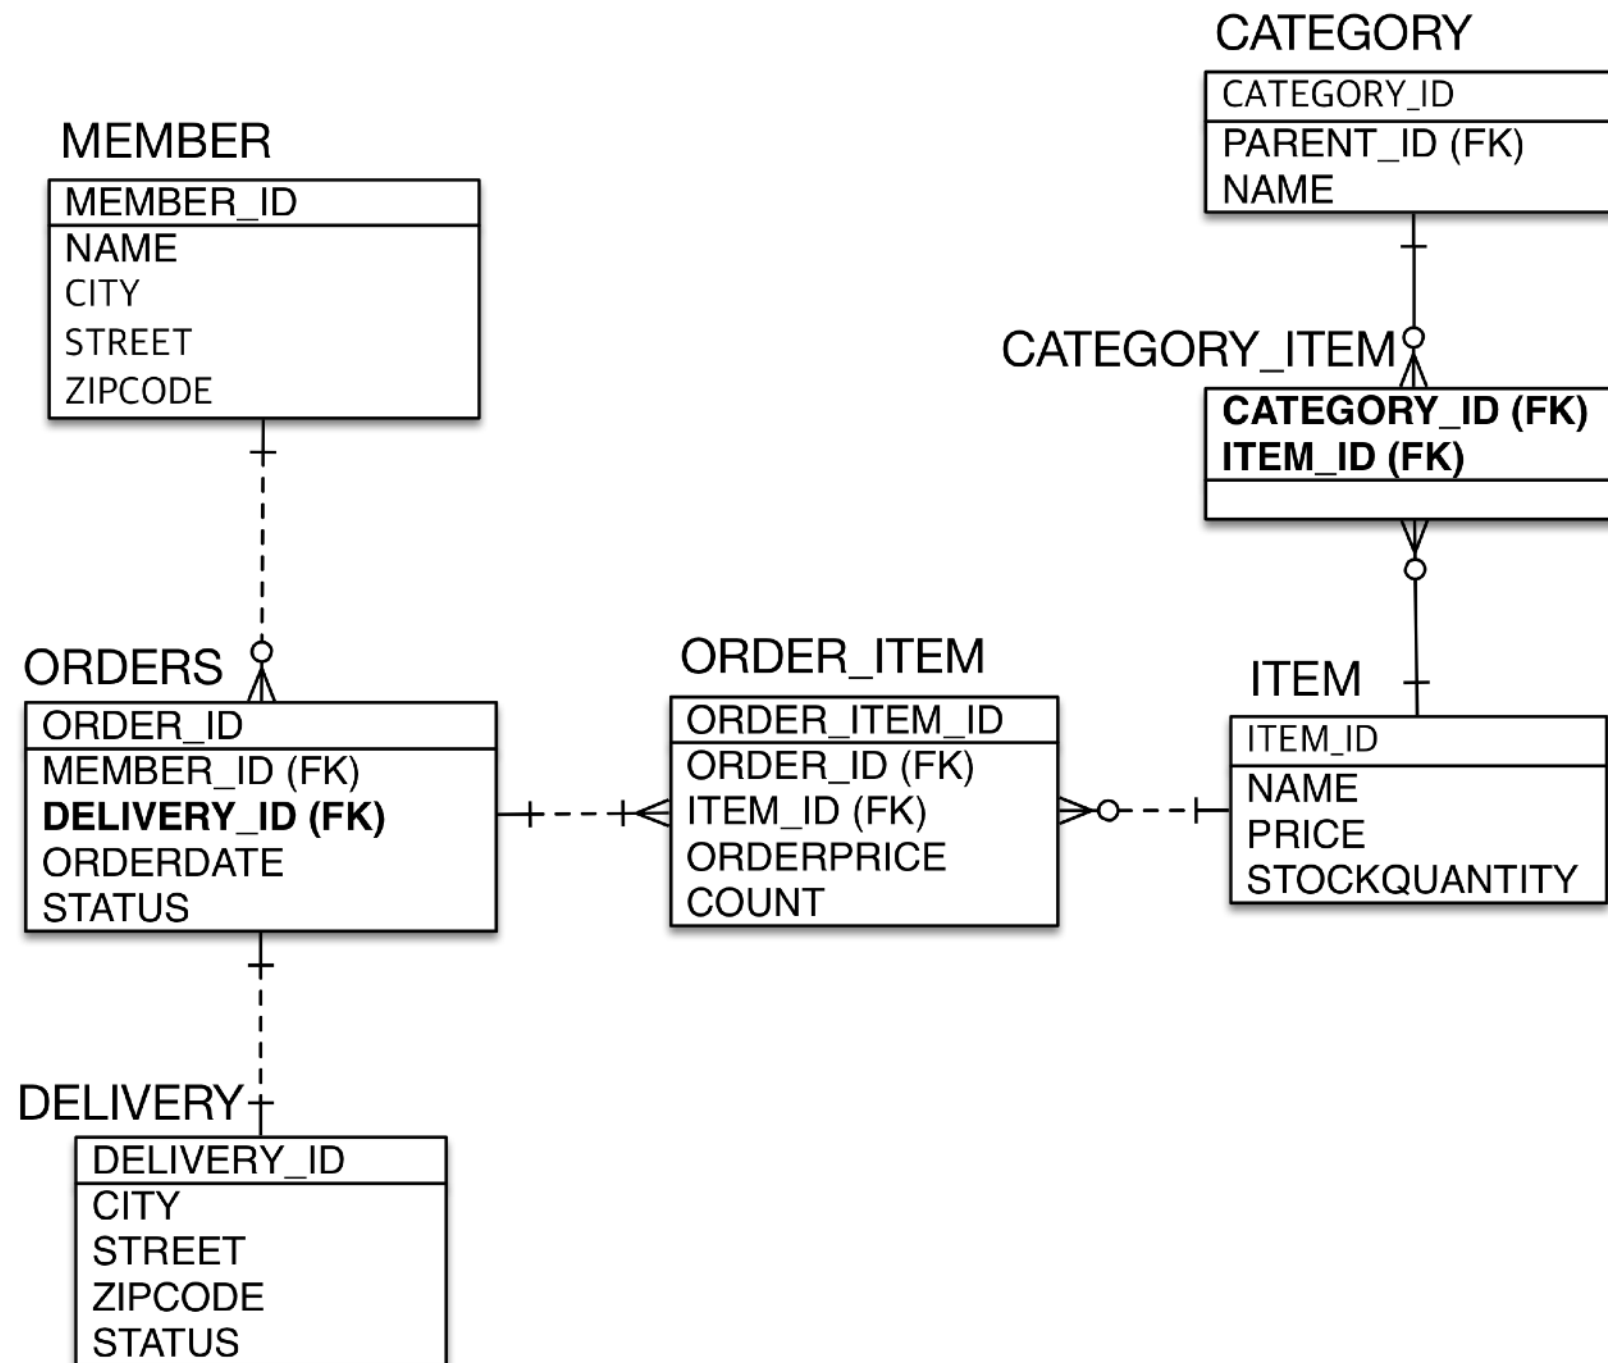 CATEGORY
CATEGORY_ID
PARENT_ID (FK)
NAME
MEMBER
MEMBER_ID
NAME
CITY
STREET
ZIPCODE
CATEGORY_ITEM
CATEGORY_ID (FK)
ITEM_ID (FK)
ORDERS
ORDER_ID
MEMBER_ID (FK)
DELIVERY_ID (FK)
ORDERDATE
STATUS
ORDER_ITEM
ORDER_ITEM_ID
ORDER_ID (FK)
ITEM_ID (FK)
ORDERPRICE
COUNT
ITEM
ITEM_ID
NAME
PRICE
STOCKQUANTITY
DELIVERY
DELIVERY_ID
CITY
STREET
ZIPCODE
STATUS